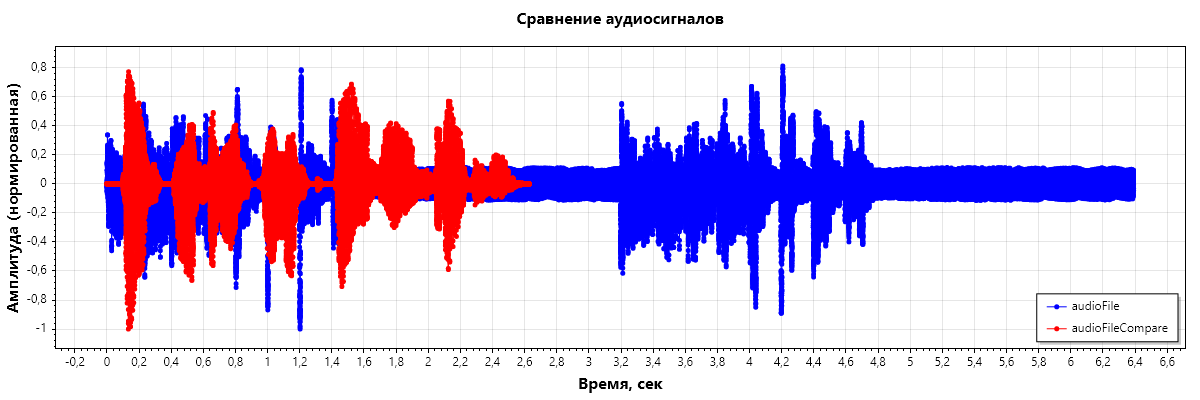 Сравнение аудиосигналов
Амплитуда (нормированная)
0,8
0,6
0,4
0,2
0
-0,2
-0,4
-0,6
-0,8
-1
-0,2 0 0,2 0,4 0,6 0,8 1 1,2 1,4 1,6 1,8 2 2,2 2,4 2,6 2,8 3 3,2 3,4 3,6 3,8 4 4,2 4,4 4,6 4,8 5 5,2 5,4 5,6 5,8 6 6,2 6,4 6,6
Время, сек
audioFile
audioFileCompare